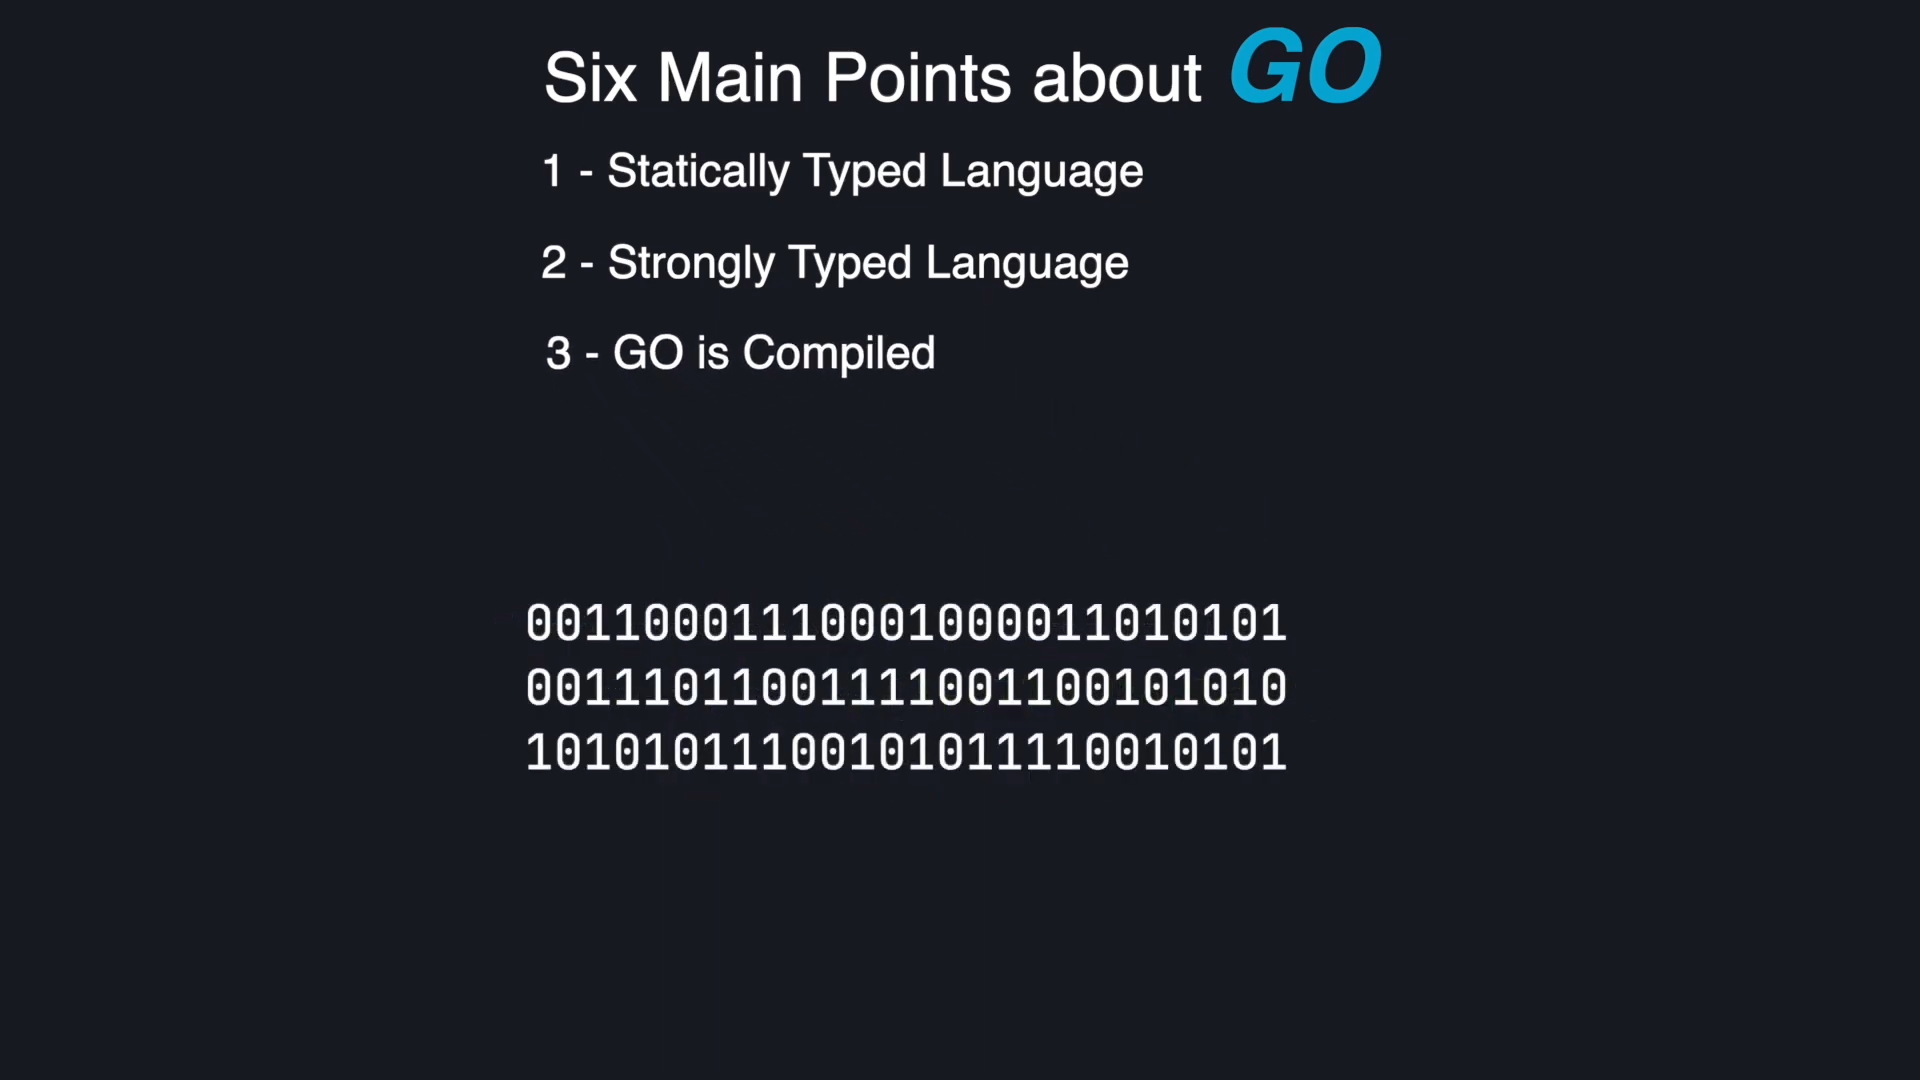 Six Main Points about GO
1 - Statically Typed Language
2 - Strongly Typed Language
3 - GO is Compiled
00110001110001000011010101
00111011001111001100101010
10101011100101011110010101